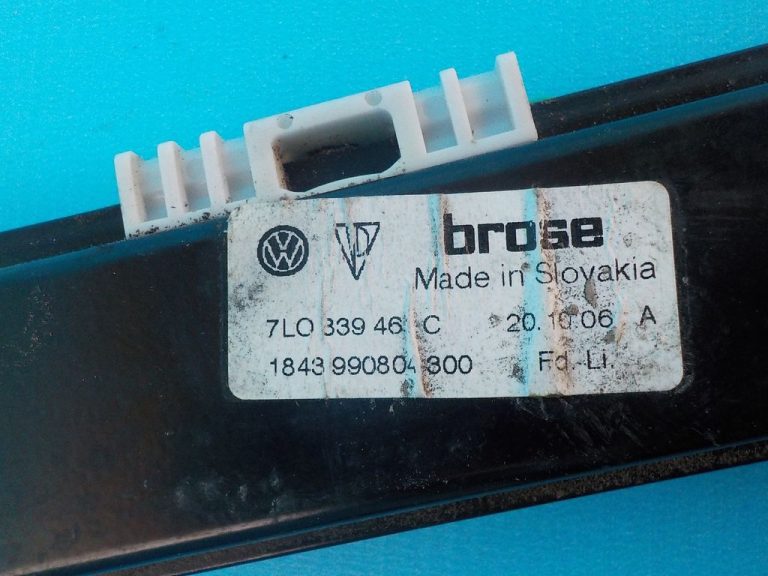 brose
Made in Slovakia
7L0 839 46 C 20.10.06 A
1843 990804 300 Fd. Li.